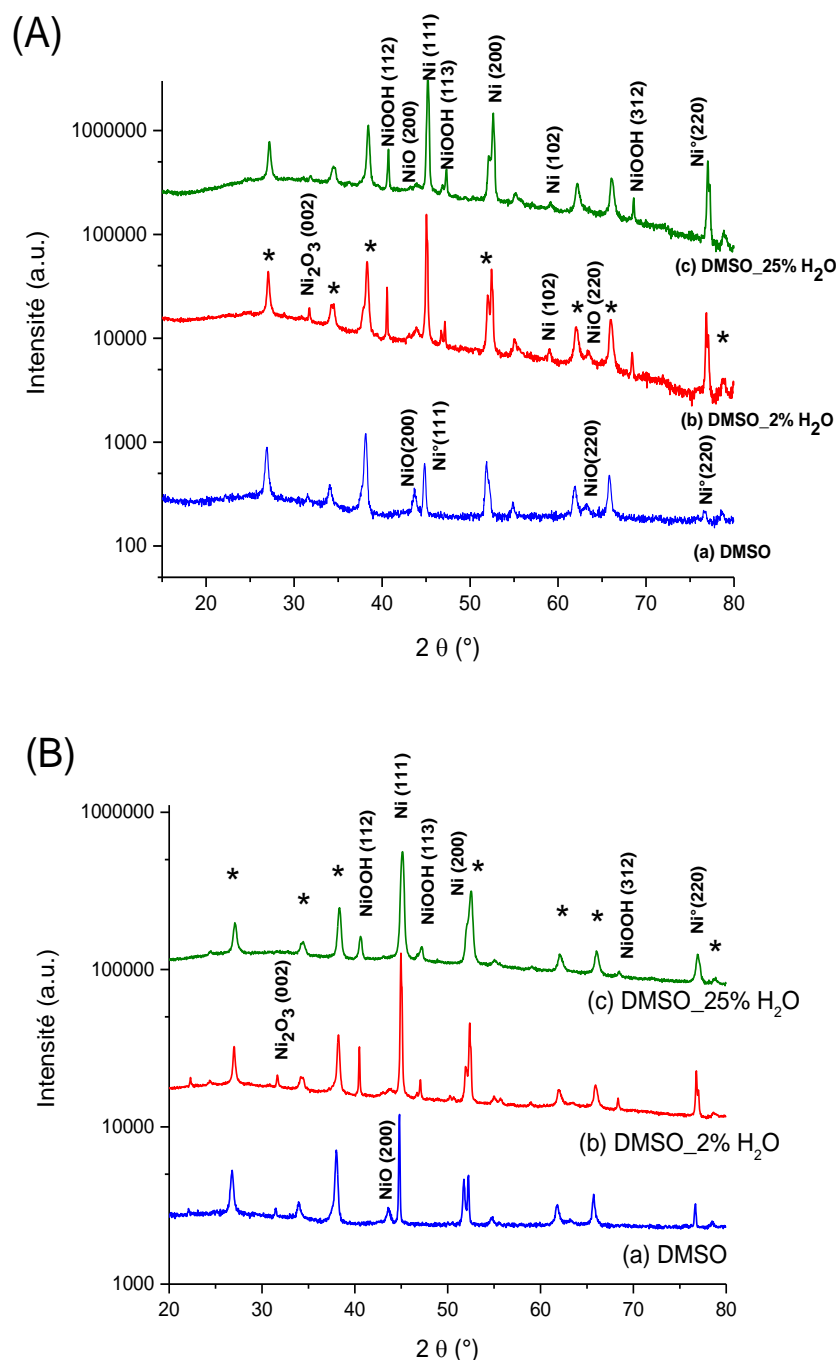 (A)
Intensité (a.u.)
1000000
100000
10000
1000
100
NiOOH (112)
NiO (200)
Ni (111)
NiOOH (113)
Ni (200)
Ni (102)
NiOOH (312)
Ni°(220)
(c) DMSO_25% H₂O
* Ni₂O₃ (002) * * * Ni (102) * NiO (220) * *
(b) DMSO_2% H₂O
NiO(200)
Ni°(111)
NiO(220)
Ni°(220)
(a) DMSO
20 30 40 50 60 70 80
2 θ (°)
(B)
Intensité (a.u.)
1000000
100000
10000
1000
* * * NiOOH (112)
Ni (111)
NiOOH (113)
Ni (200)
* * * NiOOH (312)
Ni°(220)
*
(c) DMSO_25% H₂O
Ni₂O₃ (002)
(b) DMSO_2% H₂O
NiO (200)
(a) DMSO
20 30 40 50 60 70 80
2 θ (°)